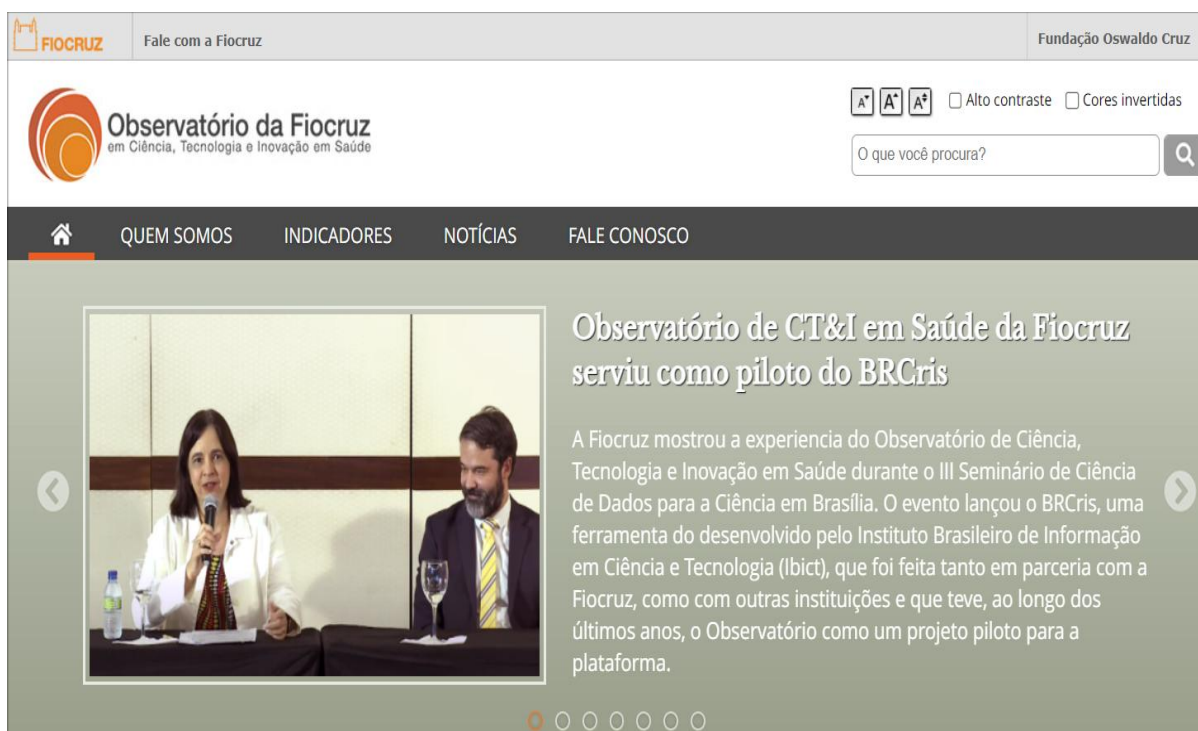 FIOCRUZ
Fale com a Fiocruz
Fundação Oswaldo Cruz
Observatório da Fiocruz
em Ciência, Tecnologia e Inovação em Saúde
A A A
Alto contraste
Cores invertidas
O que você procura?
QUEM SOMOS
INDICADORES
NOTÍCIAS
FALE CONOSCO
Observatório de CT&I em Saúde da Fiocruz
serviu como piloto do BRCris
A Fiocruz mostrou a experiencia do Observatório de Ciência,
Tecnologia e Inovação em Saúde durante o III Seminário de Ciência
de Dados para a Ciência em Brasília. O evento lançou o BRCris, uma
ferramenta do desenvolvido pelo Instituto Brasileiro de Informação
em Ciência e Tecnologia (Ibict), que foi feita tanto em parceria com a
Fiocruz, como com outras instituições e que teve, ao longo dos
últimos anos, o Observatório como um projeto piloto para a
plataforma.